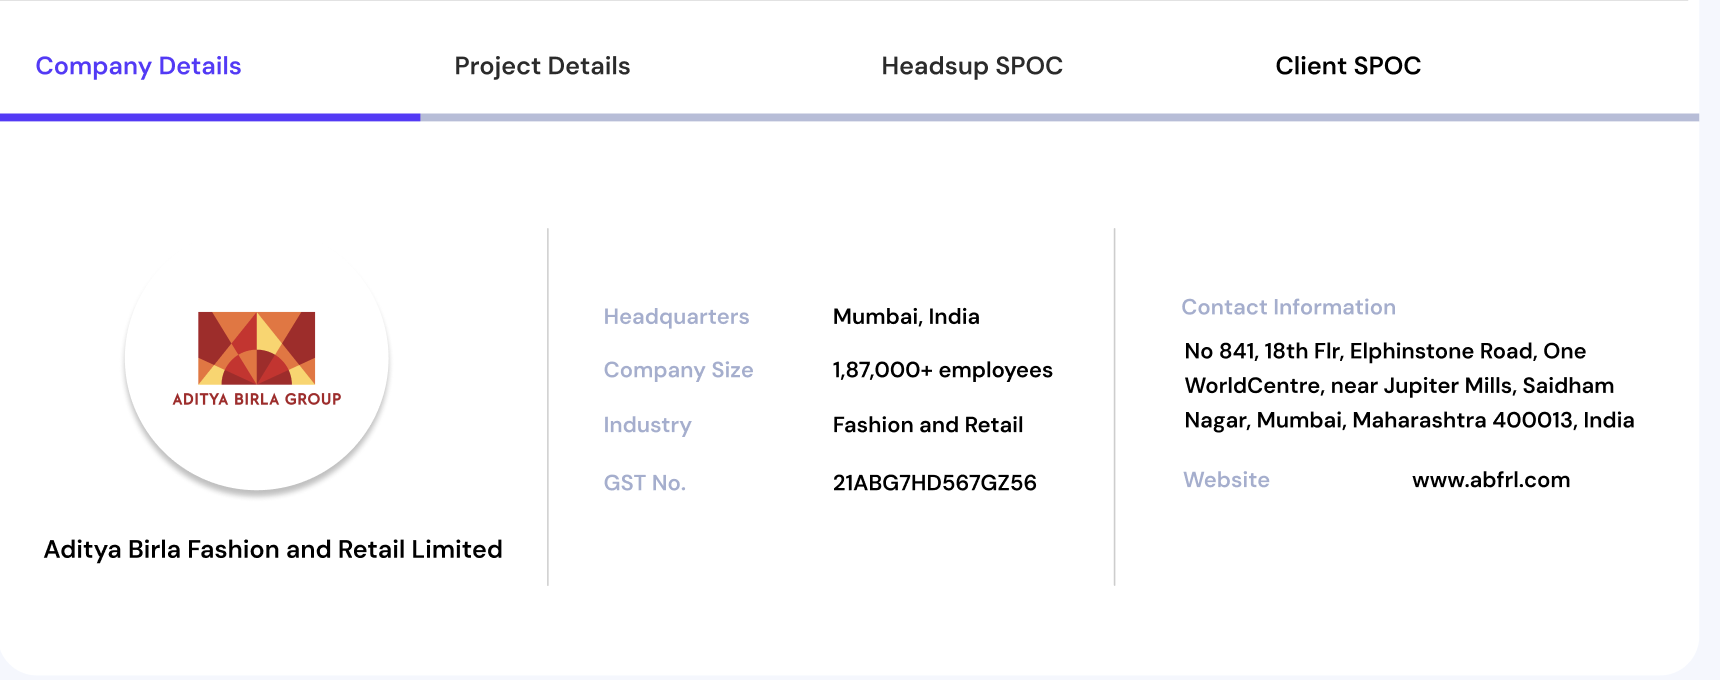 Company Details
Project Details
Headsup SPOC
Client SPOC
ADITYA BIRLA GROUP
Aditya Birla Fashion and Retail Limited
Headquarters Mumbai, India
Company Size 1,87,000+ employees
Industry Fashion and Retail
GST No. 21ABG7HD567GZ56
Contact Information
No 841, 18th Flr, Elphinstone Road, One
WorldCentre, near Jupiter Mills, Saidham
Nagar, Mumbai, Maharashtra 400013, India
Website www.abfrl.com